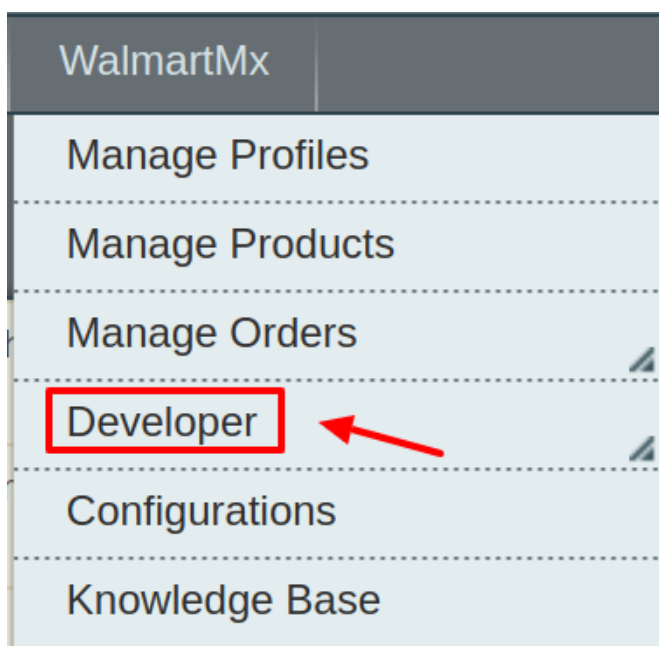 WalmartMx
Manage Profiles
Manage Products
Manage Orders
Developer
Configurations
Knowledge Base